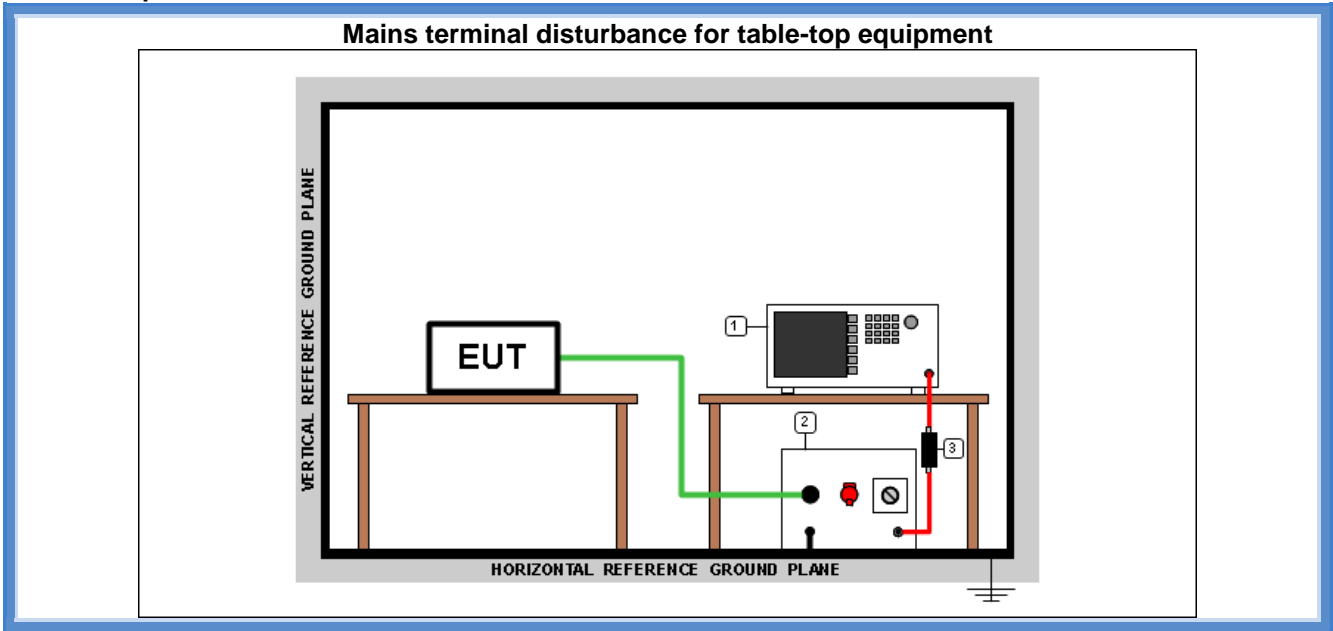 Mains terminal disturbance for table-top equipment
VERTICAL REFERENCE GROUND PLANE
EUT
1
2
3
HORIZONTAL REFERENCE GROUND PLANE